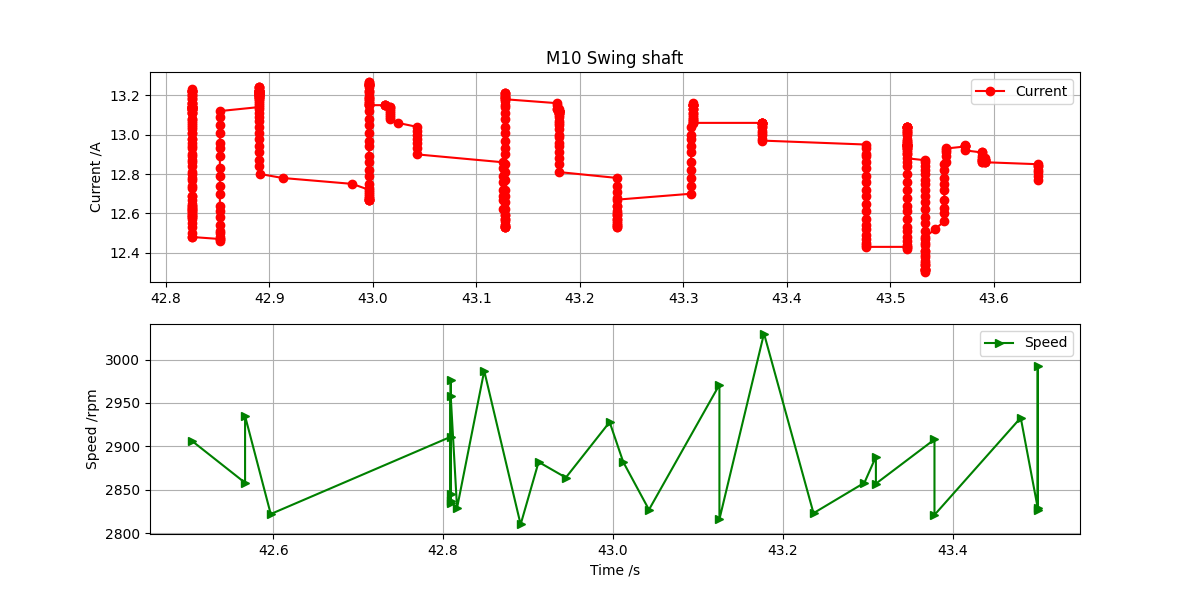 M10 Swing shaft
Current
Current /A
13.2
13.0
12.8
12.6
12.4
42.8 42.9 43.0 43.1 43.2 43.3 43.4 43.5 43.6
Speed
Speed /rpm
3000
2950
2900
2850
2800
42.6 42.8 43.0 43.2 43.4
Time /s